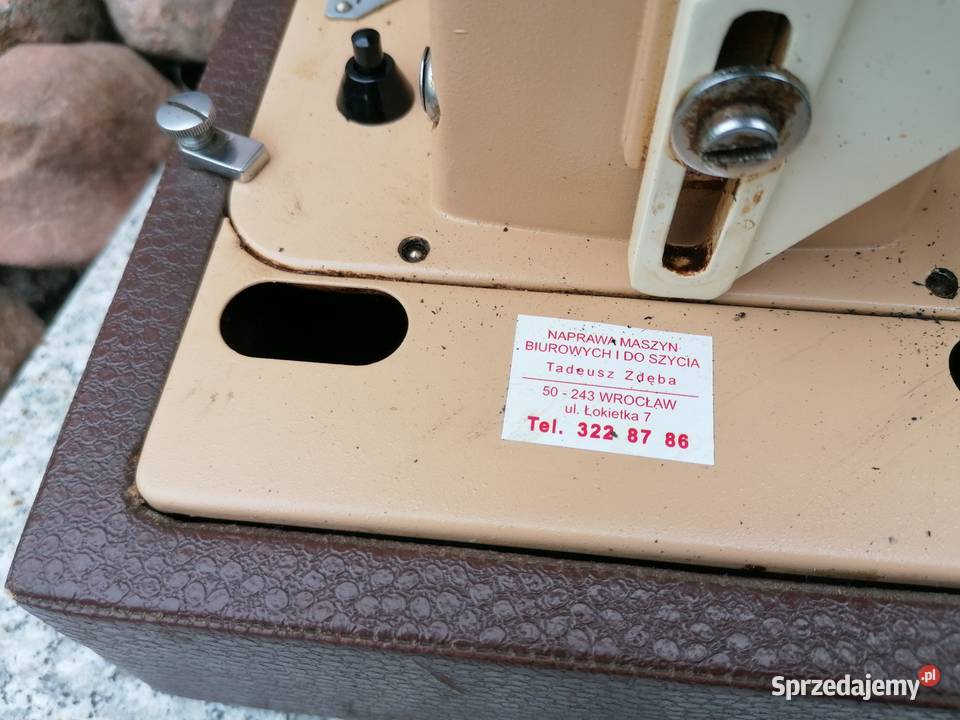 NAPRAWA MASZYN
BIUROWYCH I DO SZYCIA
Tadeusz Zdęba
50 - 243 WROCŁAW
ul. Łokietka 7
Tel. 322 87 86
Sprzedajemy.pl